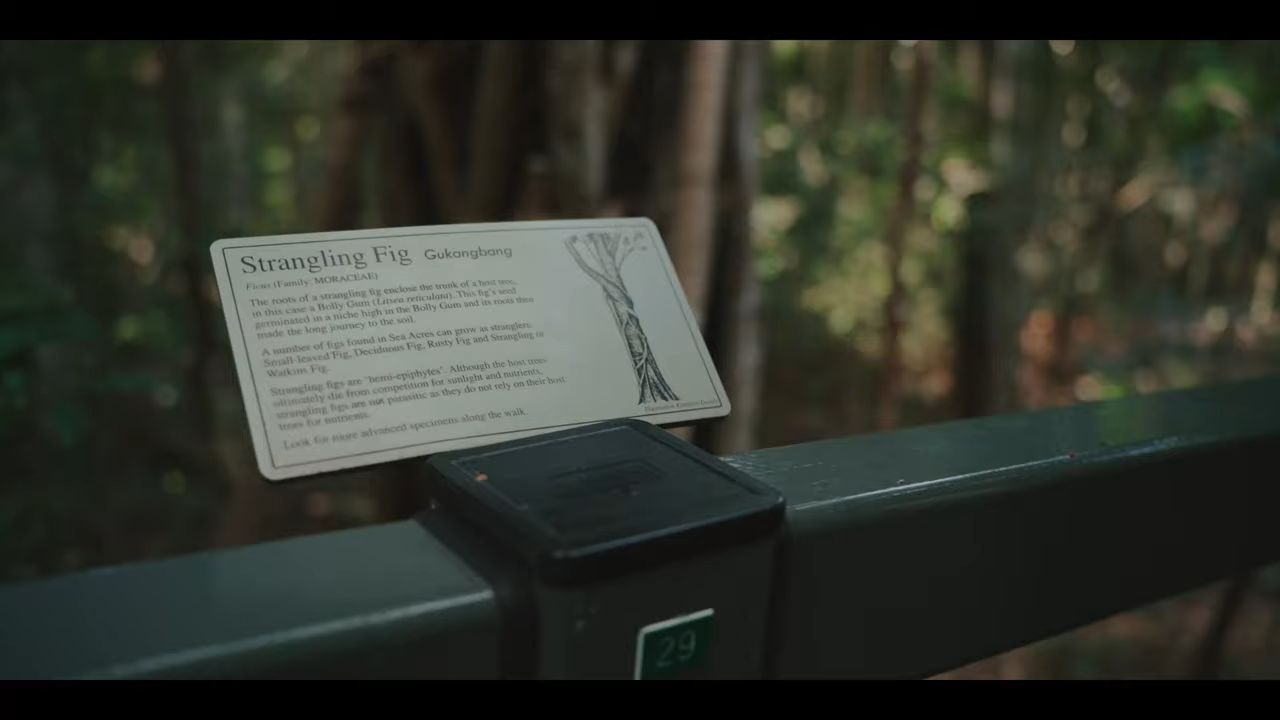 Strangling Fig Gukangbang
Ficus (Family: MORACEAE)
The roots of a strangling fig enclose the trunk of a host tree,
in this case a Bolly Gum (Litsea reticulata). This fig's seed
germinated in a niche high in the Bolly Gum and its roots then
made the long journey to the soil.
A number of figs found in Sea Acres can grow as stranglers:
Small-leaved Fig, Deciduous Fig, Rusty Fig and Strangling or
Watkins Fig.
Strangling figs are 'hemi-epiphytes'. Although the host trees
ultimately die from competition for sunlight and nutrients,
strangling figs are not parasitic as they do not rely on their host
trees for nutrients.
Look for more advanced specimens along the walk.
29